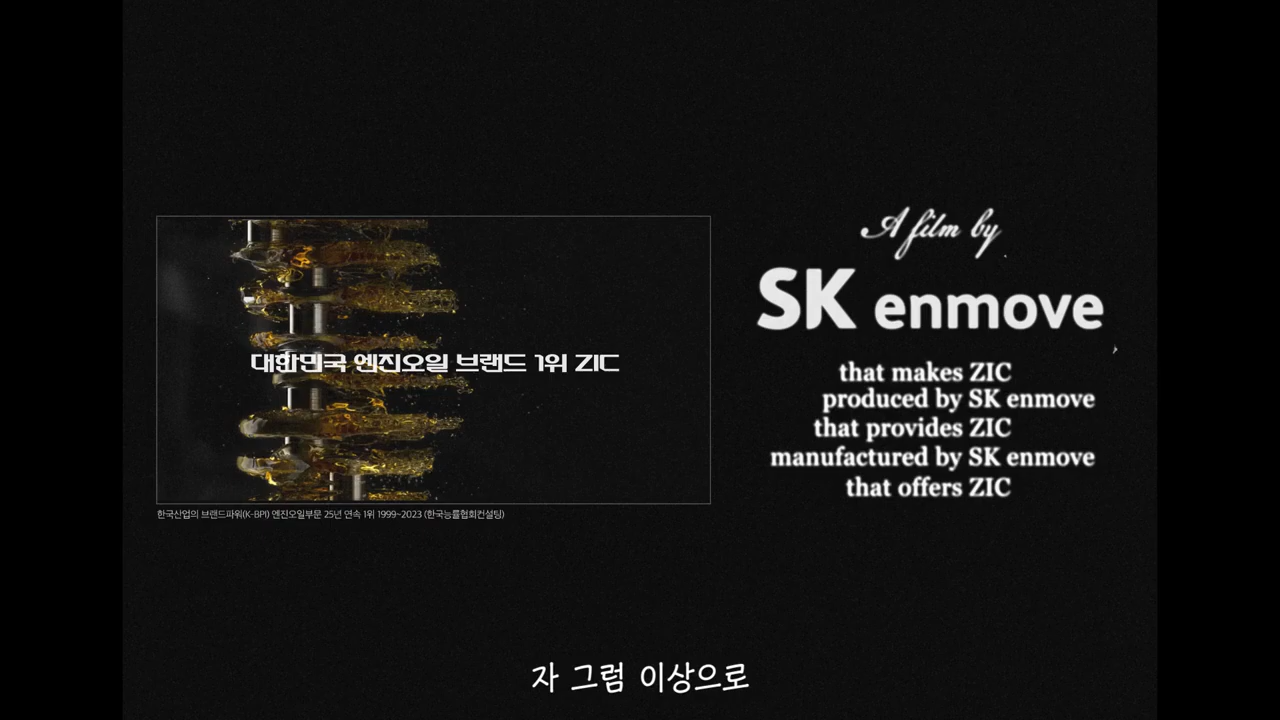 대한민국 엔진오일 브랜드 1위 ZIC
한국산업의 브랜드파워(K-BPI) 엔진오일부문 25년 연속 1위 1999~2023 (한국능률협회컨설팅)
A film by
SK enmove
that makes ZIC
produced by SK enmove
that provides ZIC
manufactured by SK enmove
that offers ZIC
자 그럼 이상으로